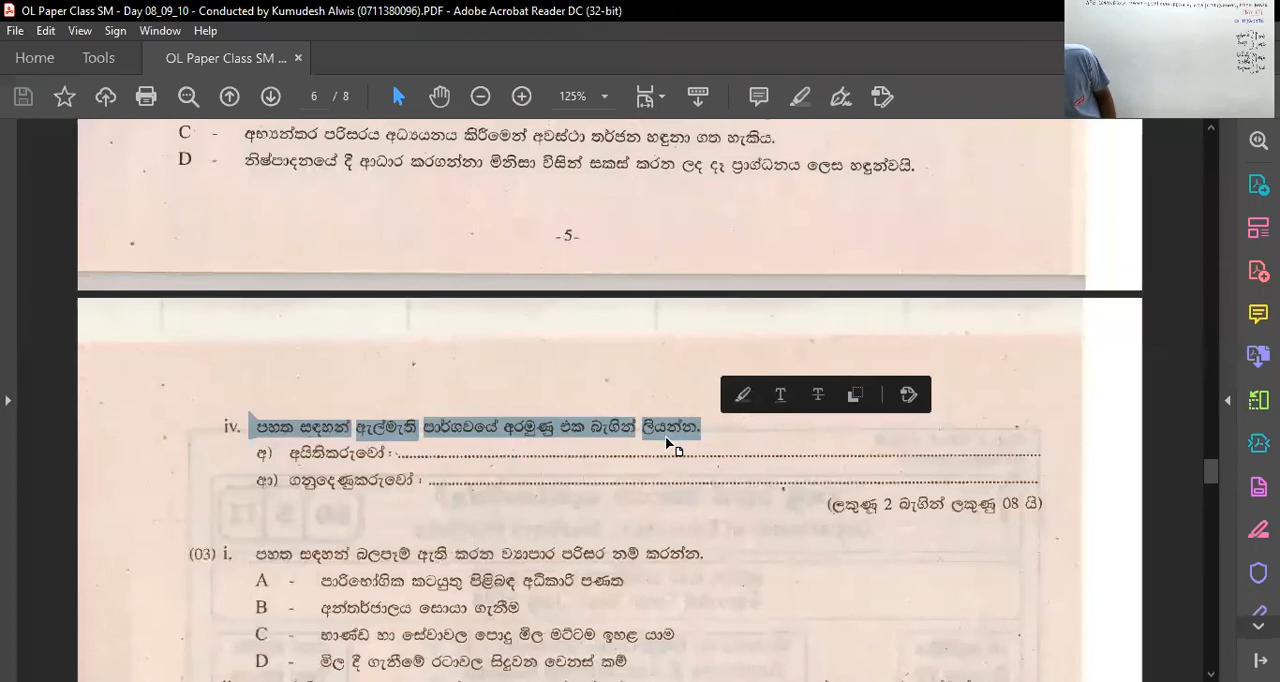 OL Paper Class SM - Day 08_09_10 - Conducted by Kumudesh Alwis (0711380096).PDF - Adobe Acrobat Reader DC (32-bit)
File Edit View Sign Window Help
Home Tools OL Paper Class SM ... ×
6 / 8 125%
C - අභ්‍යන්තර පරිසරය අධ්‍යයනය කිරීමෙන් අවස්ථා තර්ජන හඳුනා ගත හැකිය.
D - නිෂ්පාදනයේ දී ආධාර කරගන්නා මිනිසා විසින් සකස් කරන ලද දෑ ප්‍රාග්ධනය ලෙස හඳුන්වයි.
-5-
iv. පහත සඳහන් ඇල්මැති පාර්ශවයේ අරමුණු එක බැගින් ලියන්න.
අ) අයිතිකරුවෝ :
ආ) ගනුදෙණුකරුවෝ :
(ලකුණු 2 බැගින් ලකුණු 08 යි)
(03) i. පහත සඳහන් බලපෑම් ඇති කරන ව්‍යාපාර පරිසර නම් කරන්න.
A - පාරිභෝගික කටයුතු පිළිබඳ අධිකාරි පණත
B - අන්තර්ජාලය සොයා ගැනීම
C - භාණ්ඩ හා සේවාවල පොදු මිල මට්ටම ඉහළ යාම
D - මිල දී ගැනීමේ රටාවල සිදුවන වෙනස් කම්